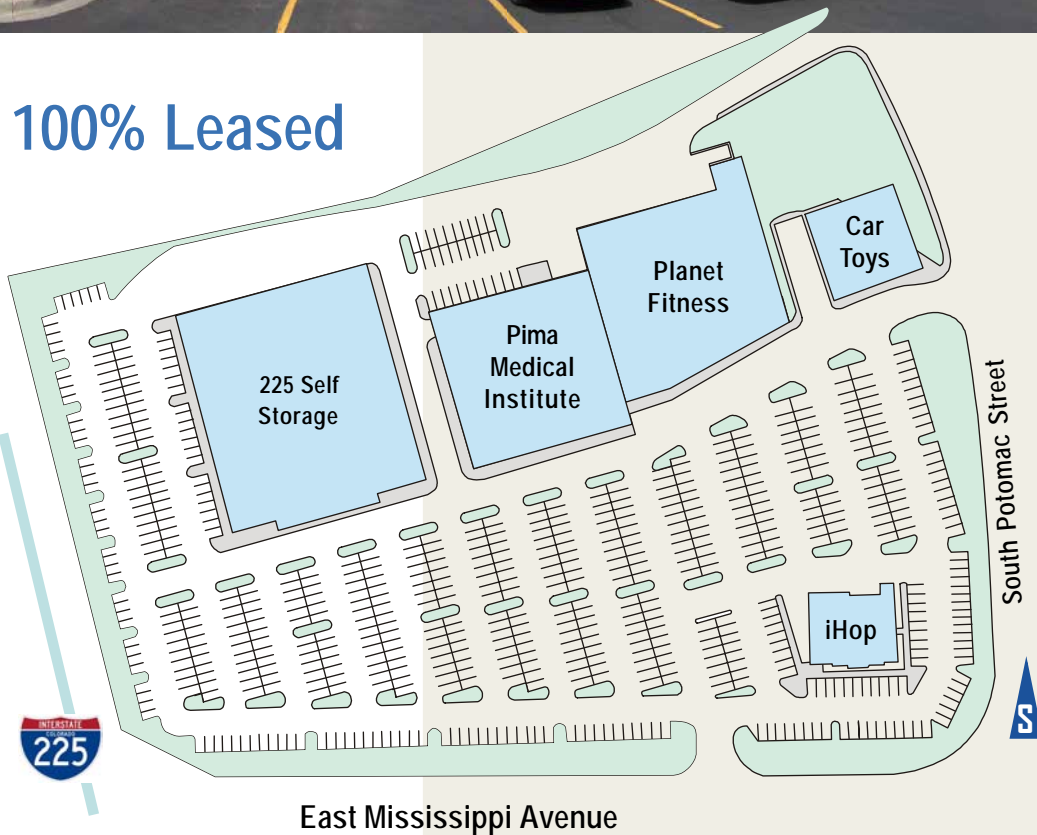 100% Leased
Car
Toys
Planet
Fitness
Pima
Medical
Institute
225 Self
Storage
South Potomac Street
iHop
INTERSTATE
COLORADO
225
S
East Mississippi Avenue